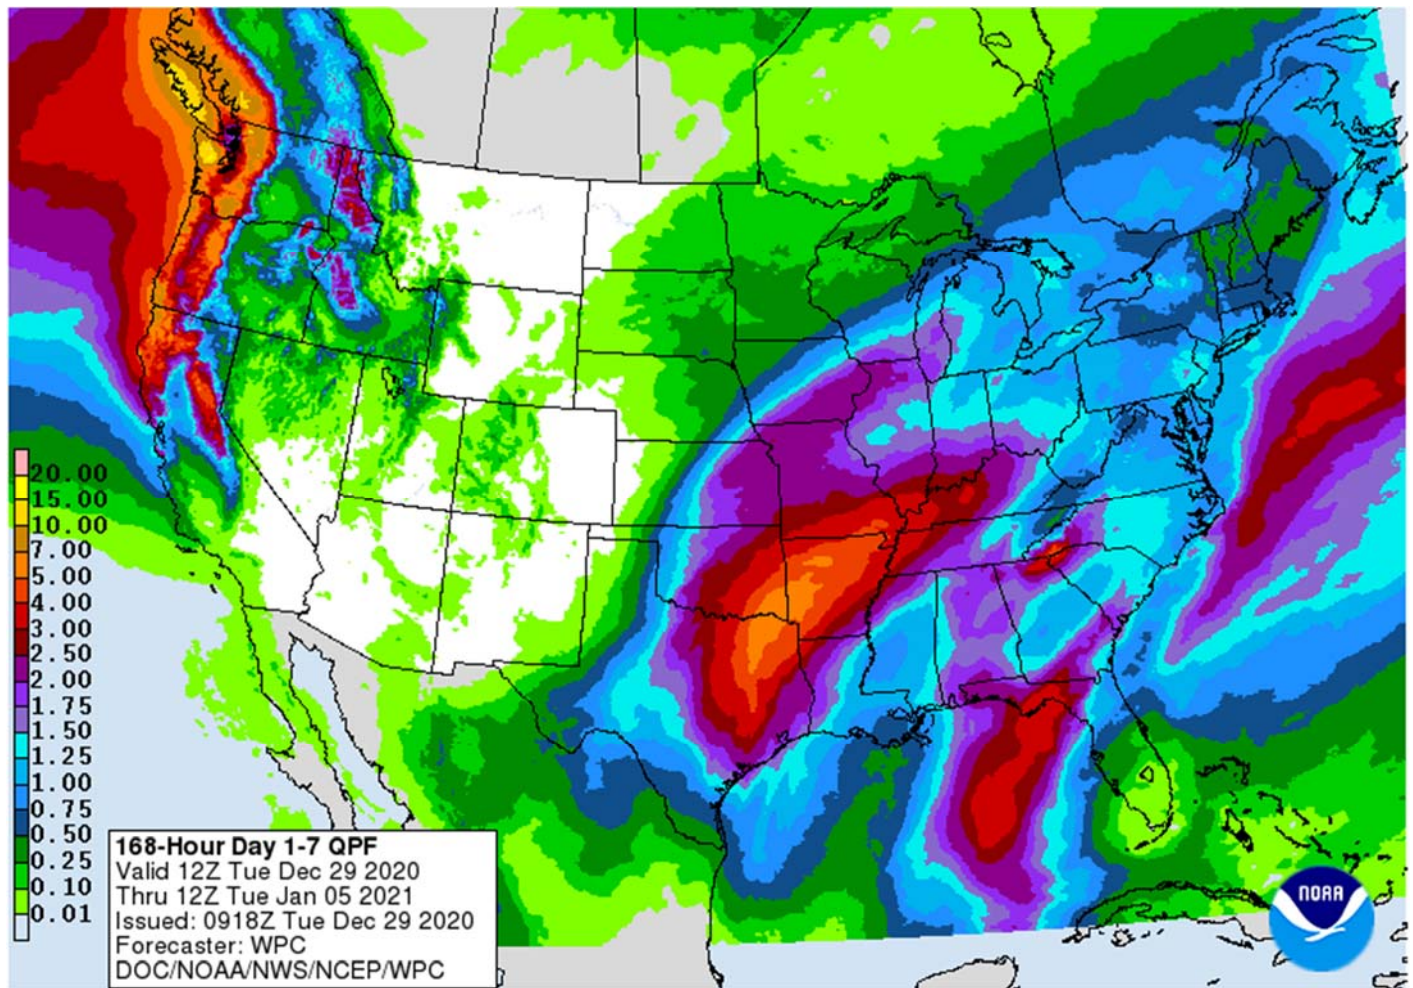 20.00
15.00
10.00
7.00
5.00
4.00
3.00
2.50
2.00
1.75
1.50
1.25
1.00
0.75
0.50
0.25
0.10
0.01
168-Hour Day 1-7 QPF
Valid 12Z Tue Dec 29 2020
Thru 12Z Tue Jan 05 2021
Issued: 0918Z Tue Dec 29 2020
Forecaster: WPC
DOC/NOAA/NWS/NCEP/WPC
NOAA